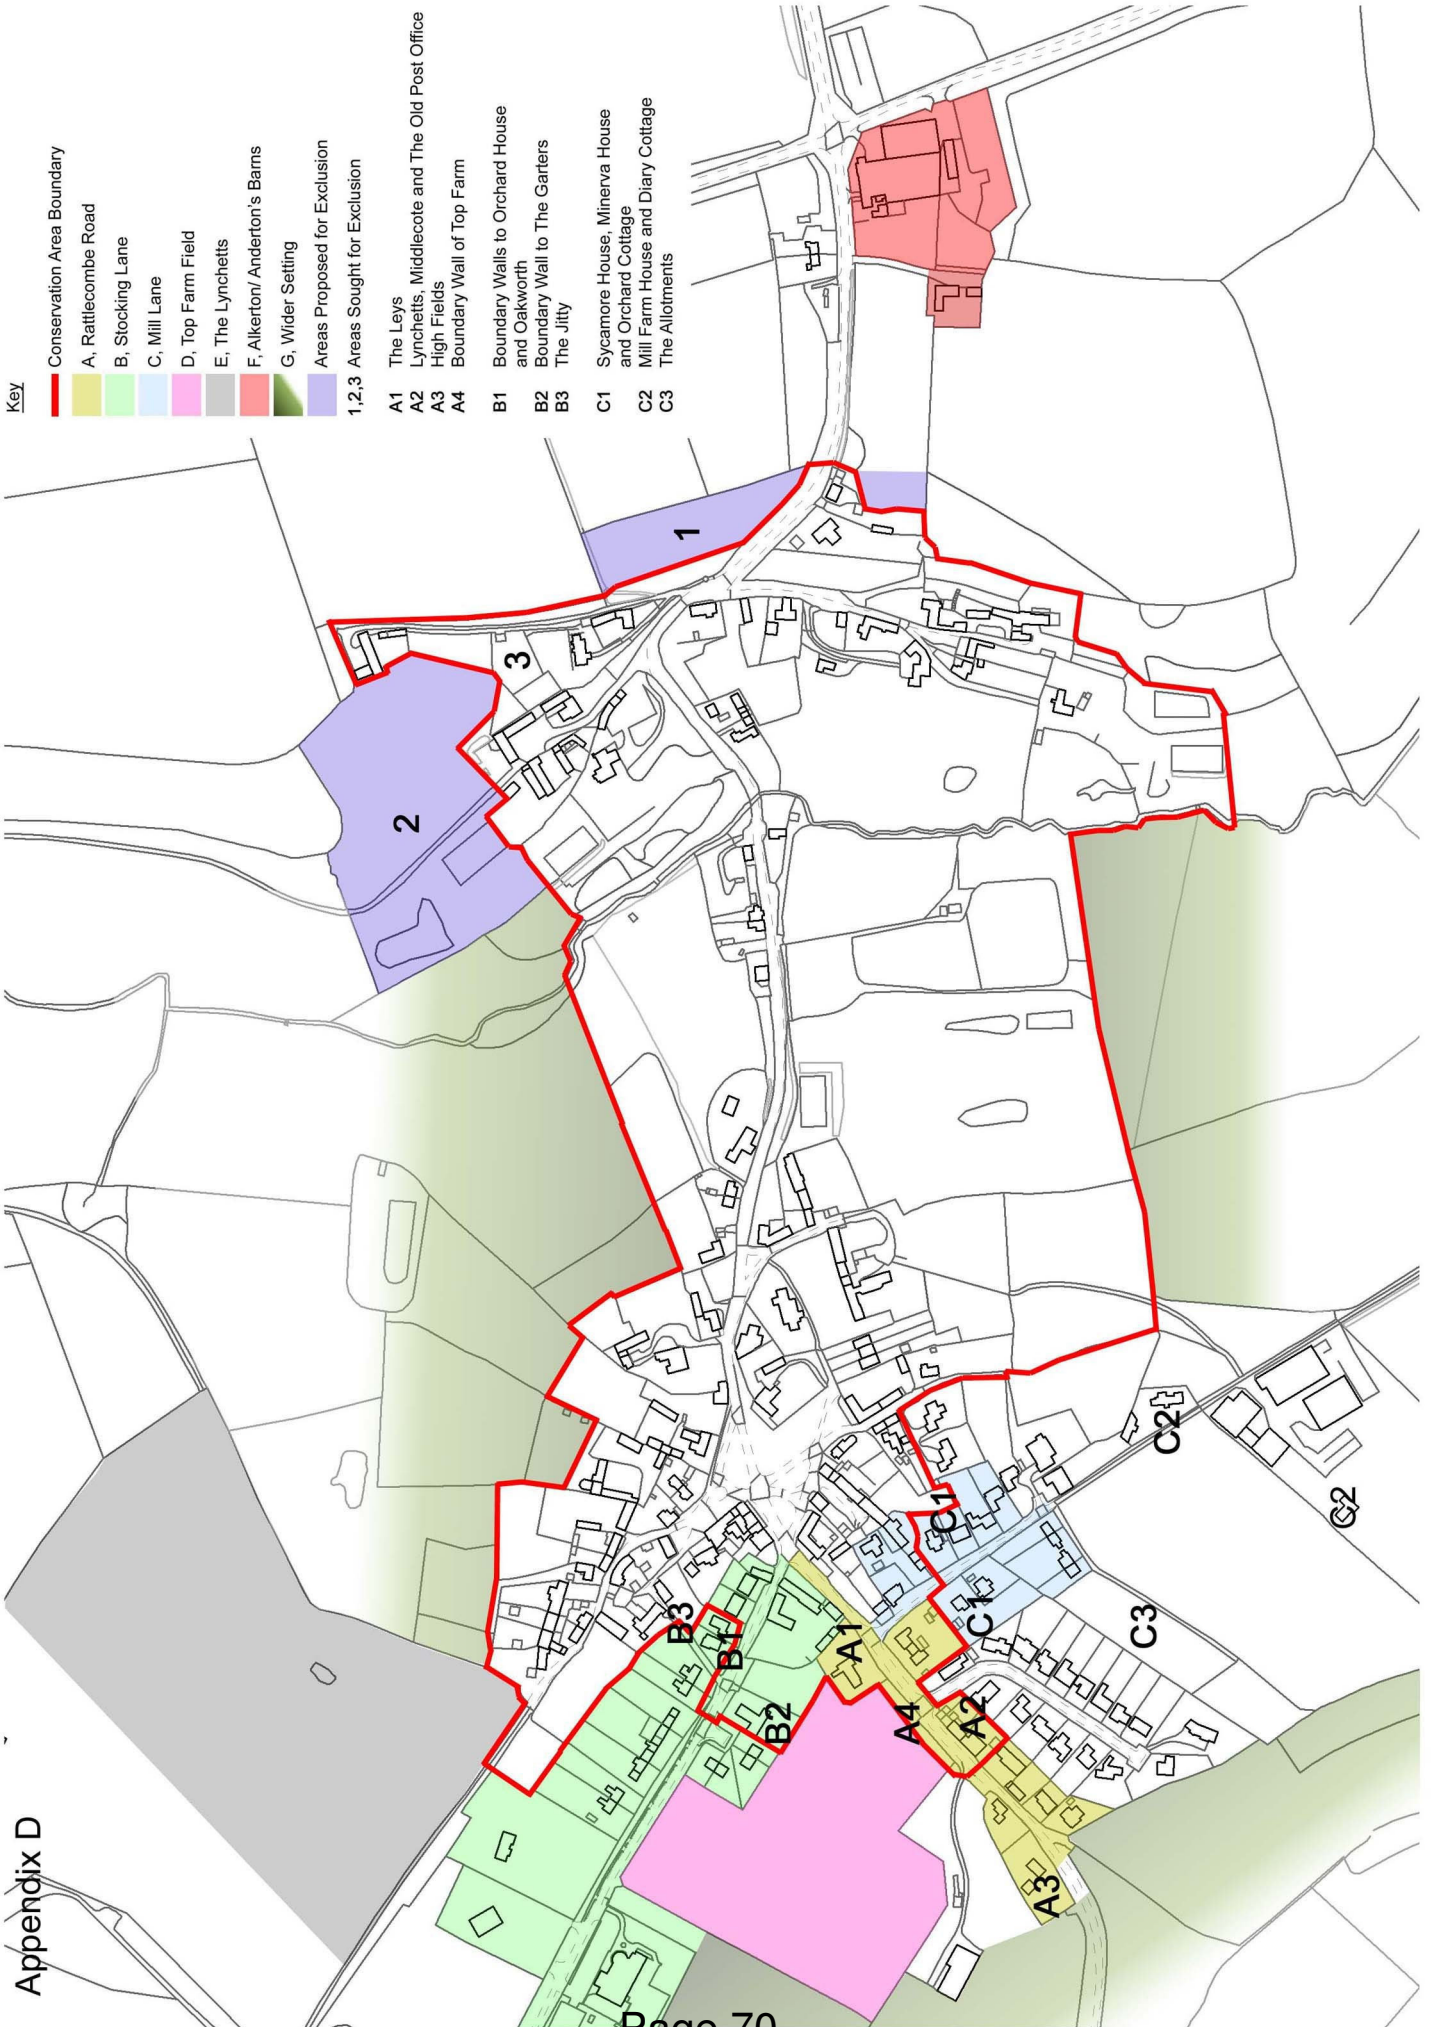 Appendix D
Key
Conservation Area Boundary
A, Rattlecombe Road
B, Stocking Lane
C, Mill Lane
D, Top Farm Field
E, The Lynchetts
F, Alkerton/ Anderton's Barns
G, Wider Setting
Areas Proposed for Exclusion
1,2,3 Areas Sought for Exclusion
A1 The Leys
A2 Lynchetts, Middlecote and The Old Post Office
A3 High Fields
A4 Boundary Wall of Top Farm
B1 Boundary Walls to Orchard House
and Oakworth
B2 Boundary Wall to The Garters
B3 The Jitty
C1 Sycamore House, Minerva House
and Orchard Cottage
C2 Mill Farm House and Diary Cottage
C3 The Allotments
1
2
3
B3
B1
B2
A1
A4
A2
A3
C1
C1
C2
C2
C3
Page 70